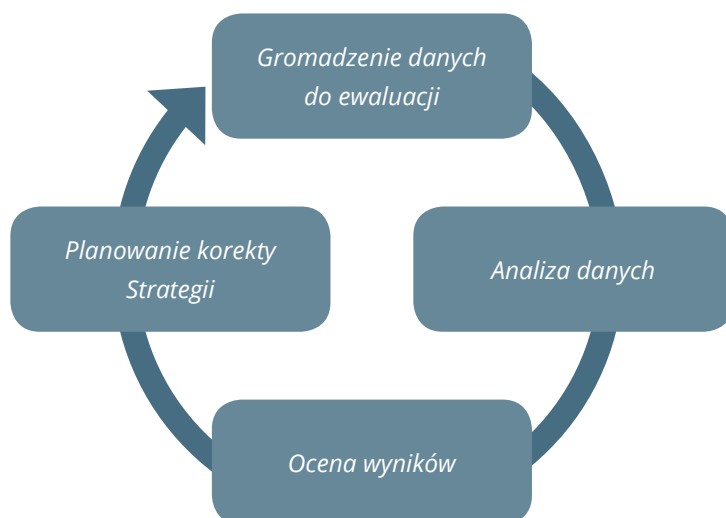 Gromadzenie danych
do ewaluacji
Analiza danych
Ocena wyników
Planowanie korekty
Strategii